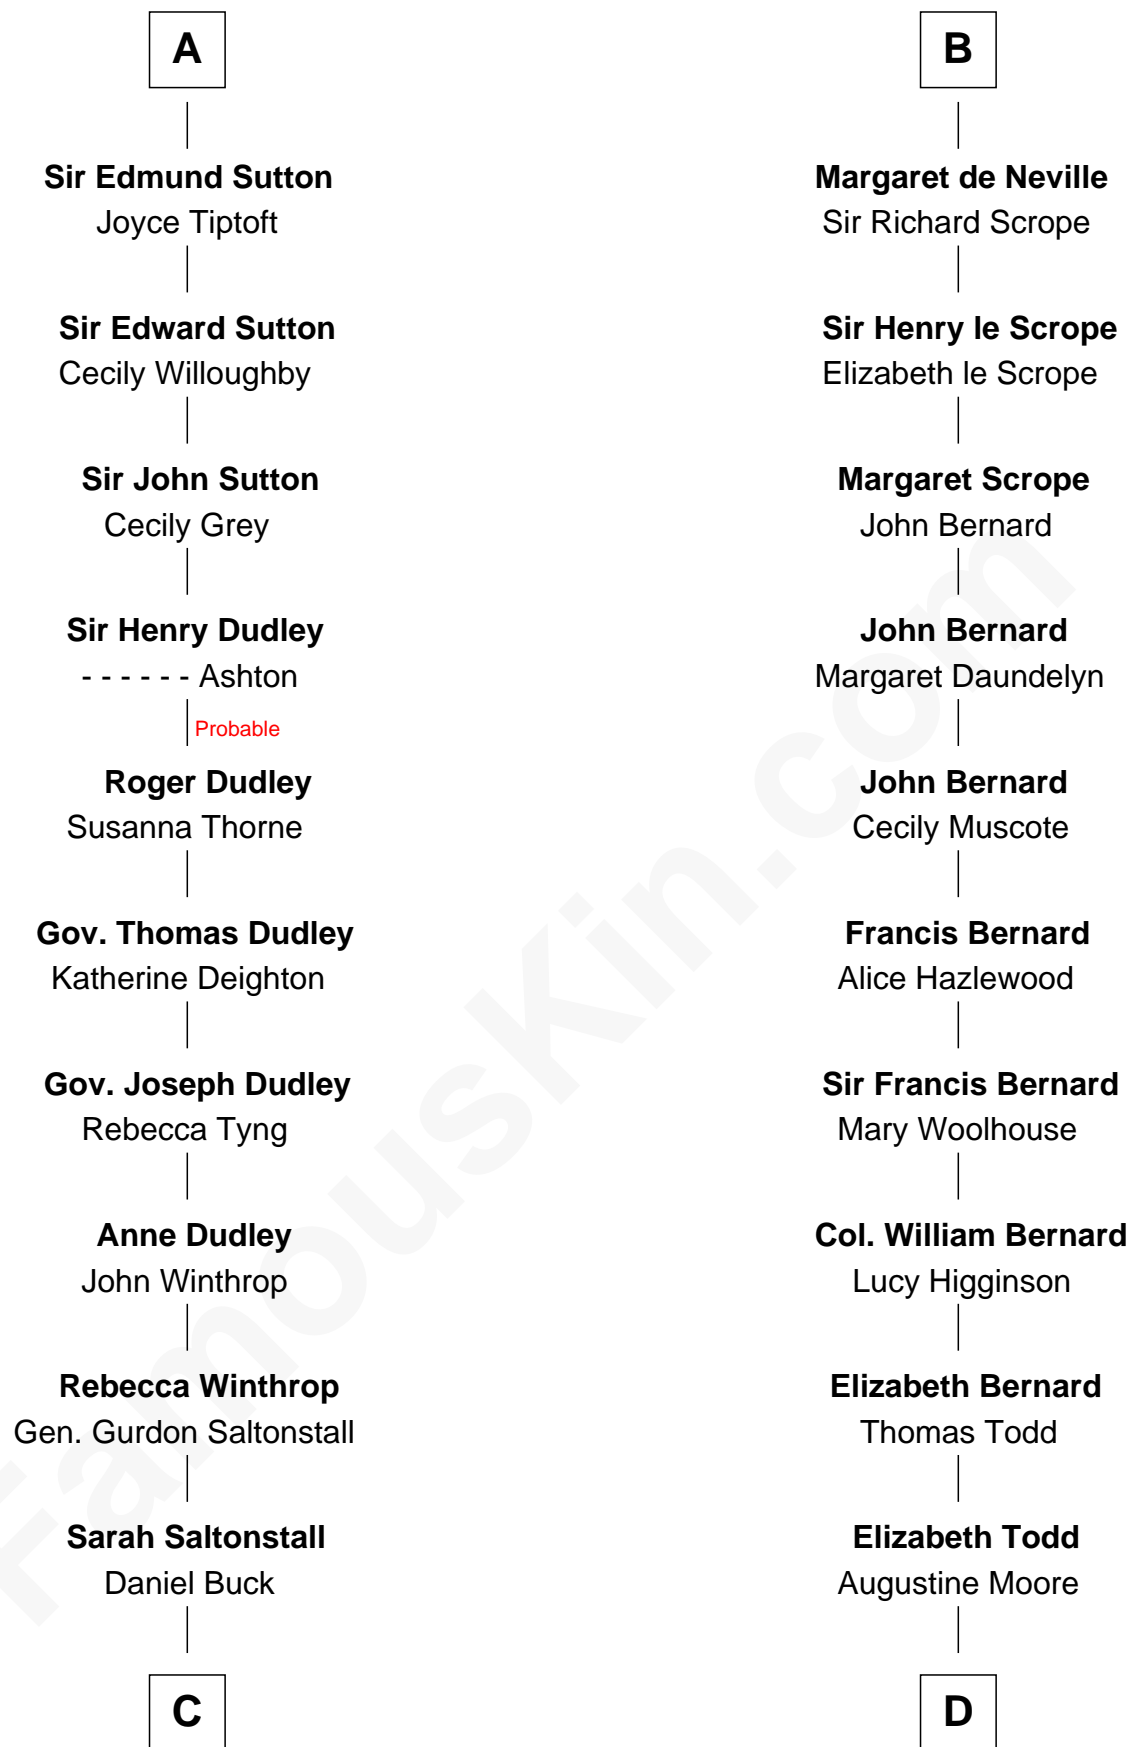 A
Sir Edmund Sutton
Joyce Tiptoft
Sir Edward Sutton
Cecily Willoughby
Sir John Sutton
Cecily Grey
Sir Henry Dudley
- - - - - - Ashton
Probable
Roger Dudley
Susanna Thorne
Gov. Thomas Dudley
Katherine Deighton
Gov. Joseph Dudley
Rebecca Tyng
Anne Dudley
John Winthrop
Rebecca Winthrop
Gen. Gurdon Saltonstall
Sarah Saltonstall
Daniel Buck
C
B
Margaret de Neville
Sir Richard Scrope
Sir Henry le Scrope
Elizabeth le Scrope
Margaret Scrope
John Bernard
John Bernard
Margaret Daundelyn
John Bernard
Cecily Muscote
Francis Bernard
Alice Hazlewood
Sir Francis Bernard
Mary Woolhouse
Col. William Bernard
Lucy Higginson
Elizabeth Bernard
Thomas Todd
Elizabeth Todd
Augustine Moore
D
FamousKin.com